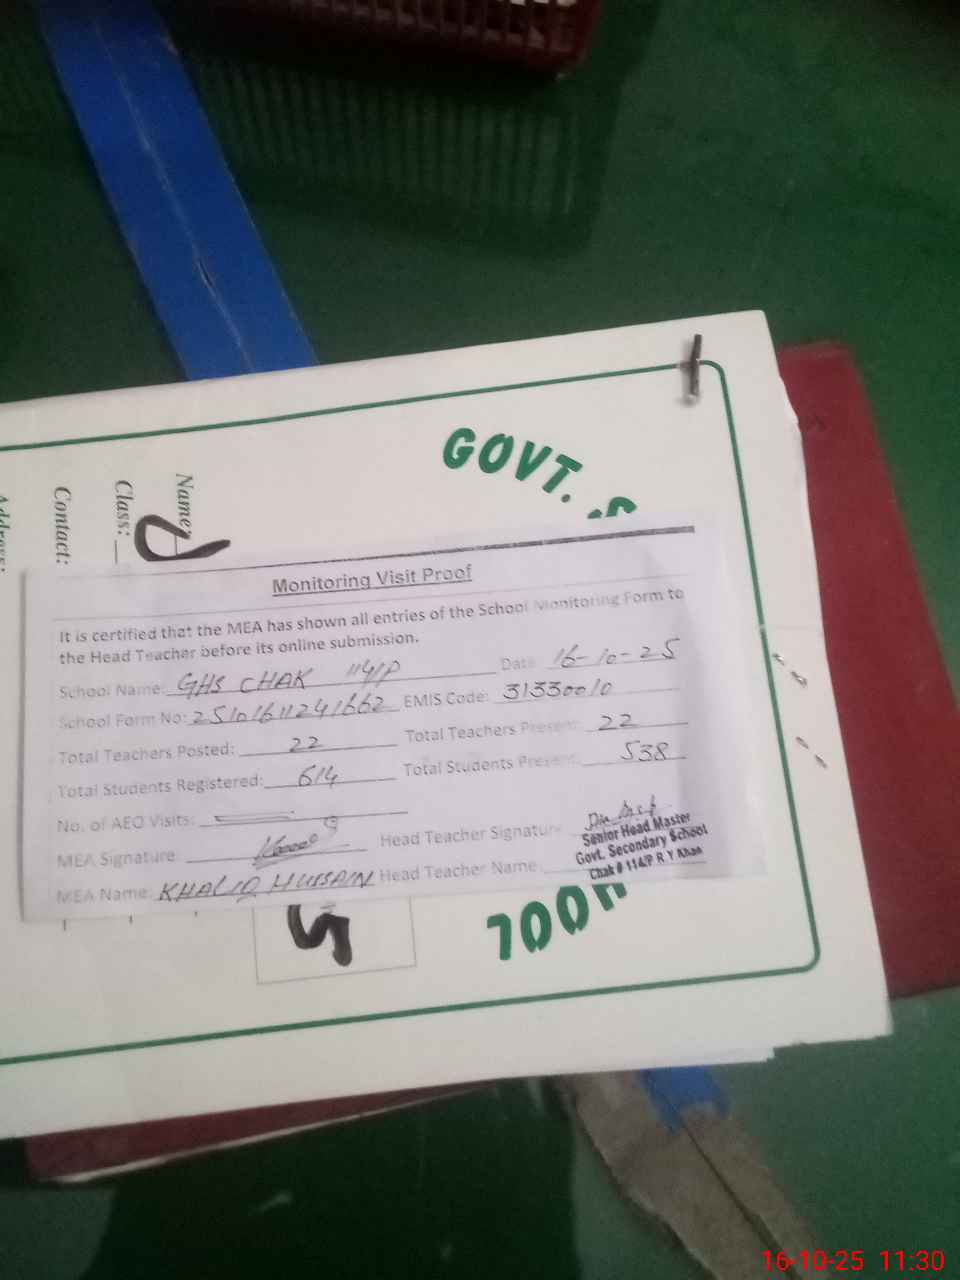 GOVT. S
Name:
Class:
Contact:
Address:
Monitoring Visit Proof
It is certified that the MEA has shown all entries of the School Monitoring Form to
the Head Teacher before its online submission.
School Name: GHS CHAK 114/P Date 16-10-25
School Form No: 25101611241662 EMIS Code: 31330010
Total Teachers Posted: 22 Total Teachers Present: 22
Total Students Registered: 614 Total Students Present: 538
No. of AEO Visits:
MEA Signature: Head Teacher Signature
Senior Head Master
Govt. Secondary School
Chak # 114/P R Y Khan
MEA Name: KHALIQ HUSSAIN Head Teacher Name:
16-10-25 11:30